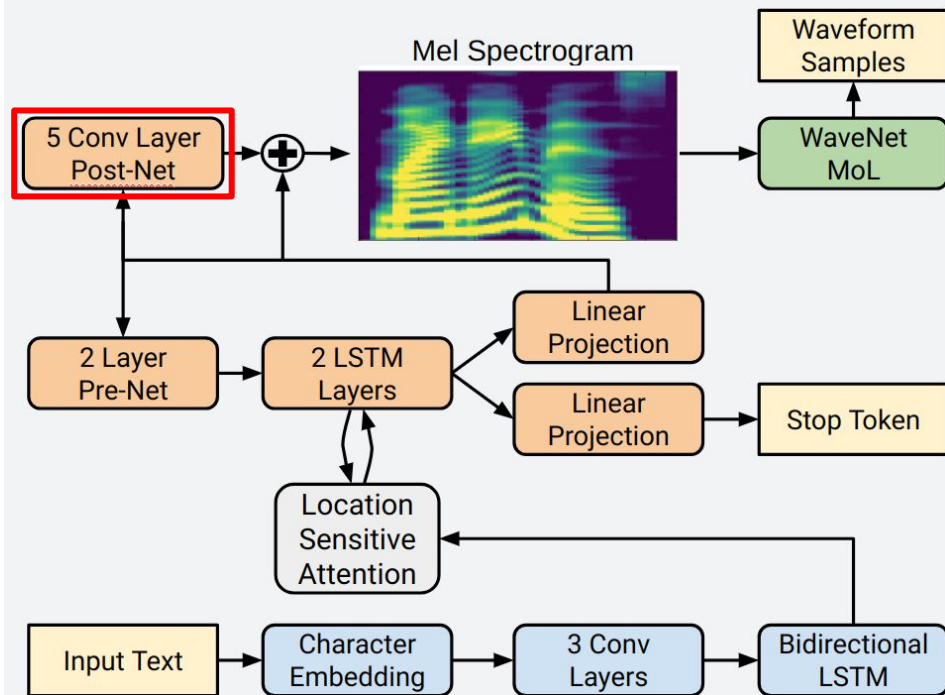 Mel Spectrogram
Waveform
Samples
5 Conv Layer
Post-Net
WaveNet
MoL
2 Layer
Pre-Net
2 LSTM
Layers
Linear
Projection
Linear
Projection
Stop Token
Location
Sensitive
Attention
Input Text
Character
Embedding
3 Conv
Layers
Bidirectional
LSTM